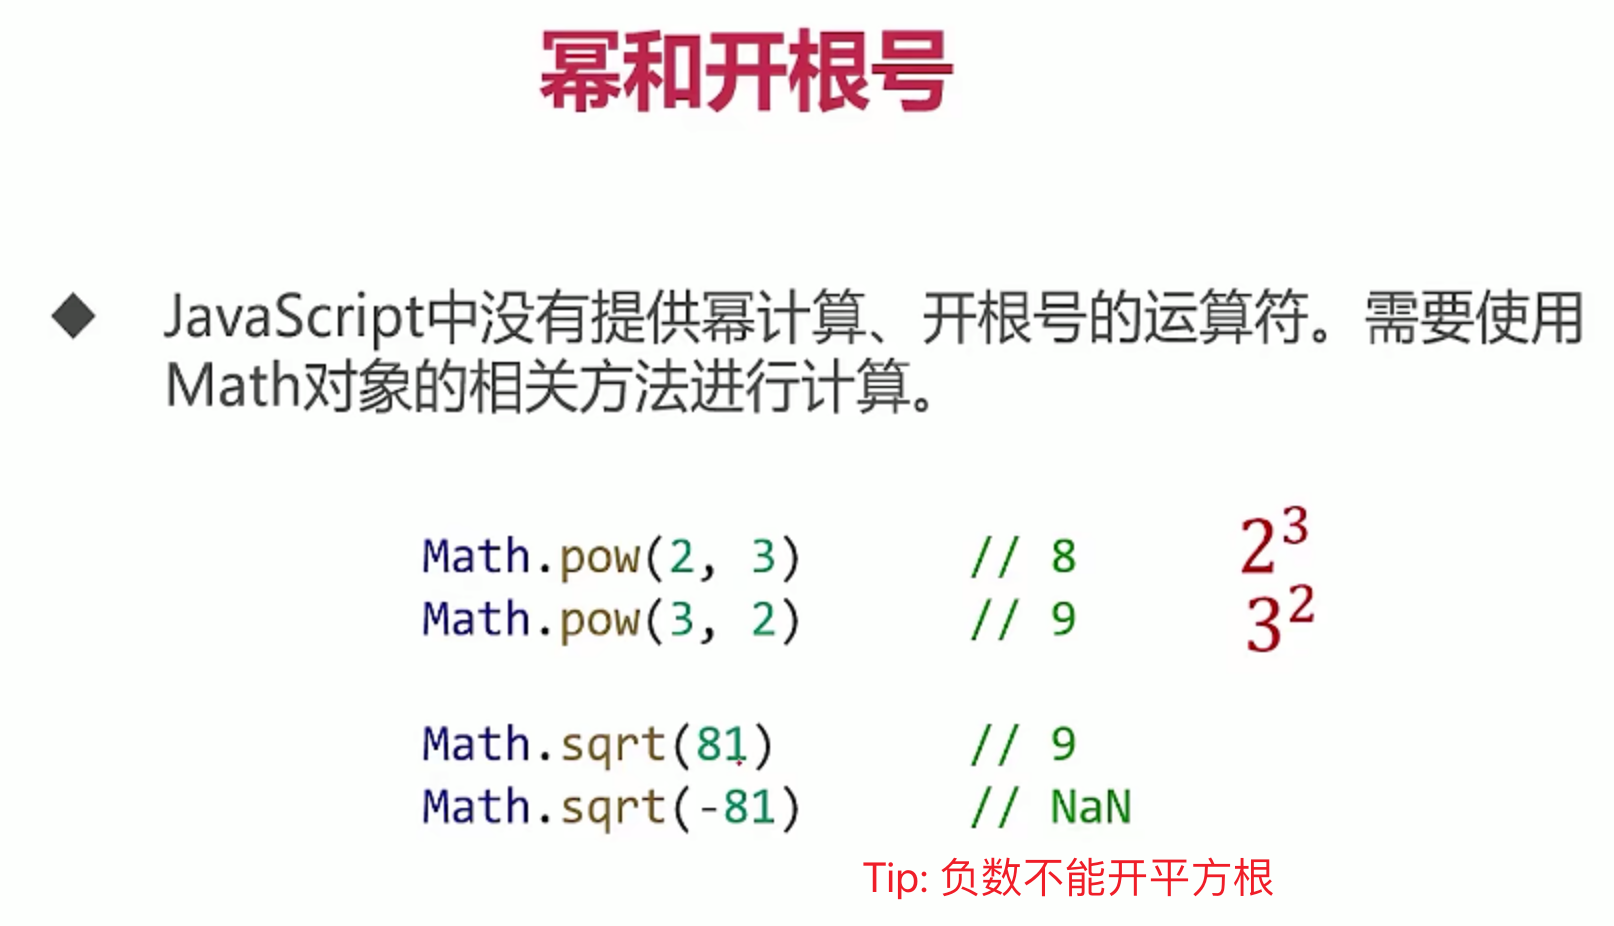 幂和开根号
JavaScript中没有提供幂计算、开根号的运算符。需要使用
Math对象的相关方法进行计算。
Math.pow(2, 3) // 8 2³
Math.pow(3, 2) // 9 3²
Math.sqrt(81) // 9
Math.sqrt(-81) // NaN
Tip: 负数不能开平方根